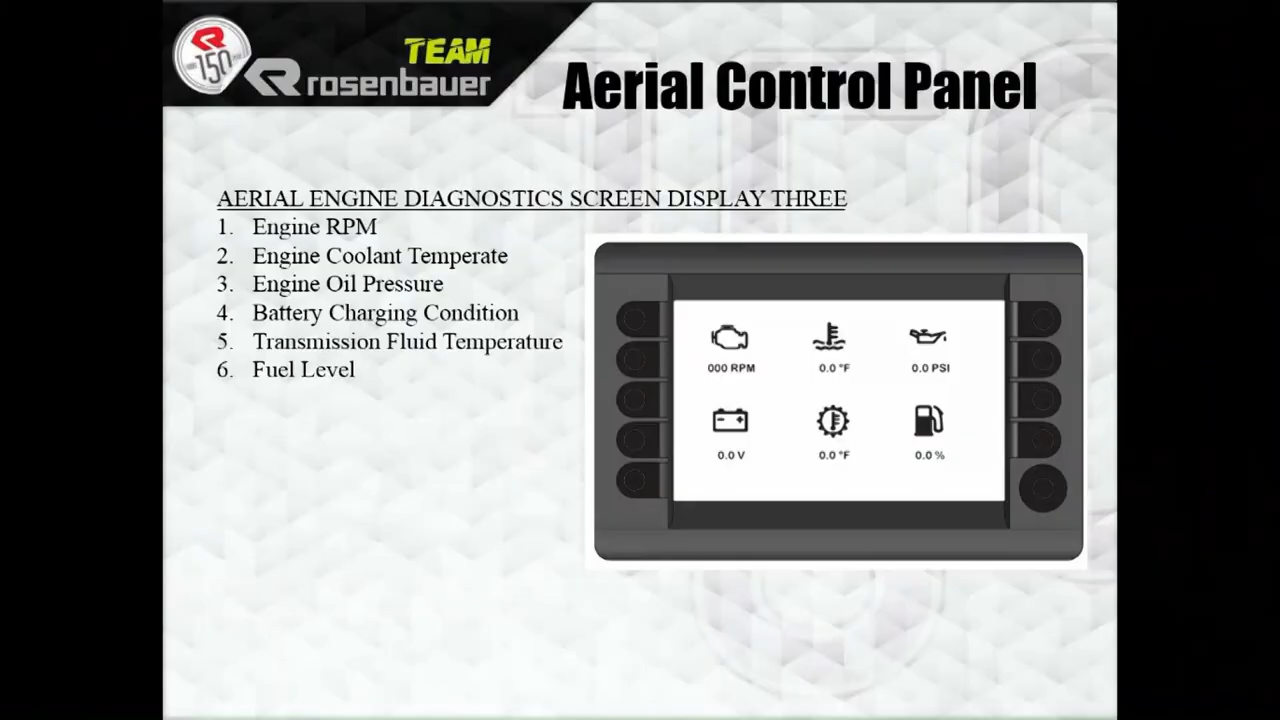 150
TEAM
rosenbauer
Aerial Control Panel
AERIAL ENGINE DIAGNOSTICS SCREEN DISPLAY THREE
1. Engine RPM
2. Engine Coolant Temperate
3. Engine Oil Pressure
4. Battery Charging Condition
5. Transmission Fluid Temperature
6. Fuel Level
000 RPM 0.0 °F 0.0 PSI
0.0 V 0.0 °F 0.0 %